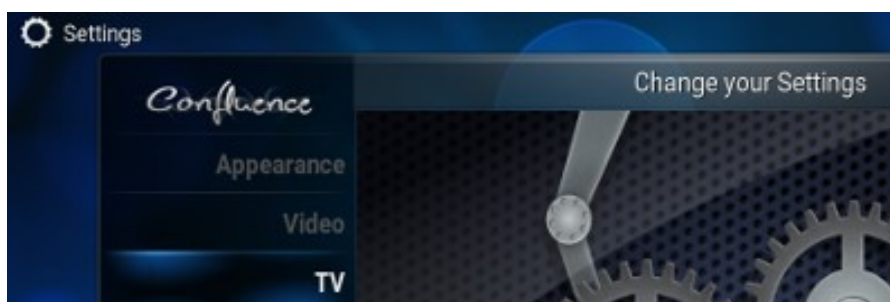 Settings
Change your Settings
Confluence
Appearance
Video
TV